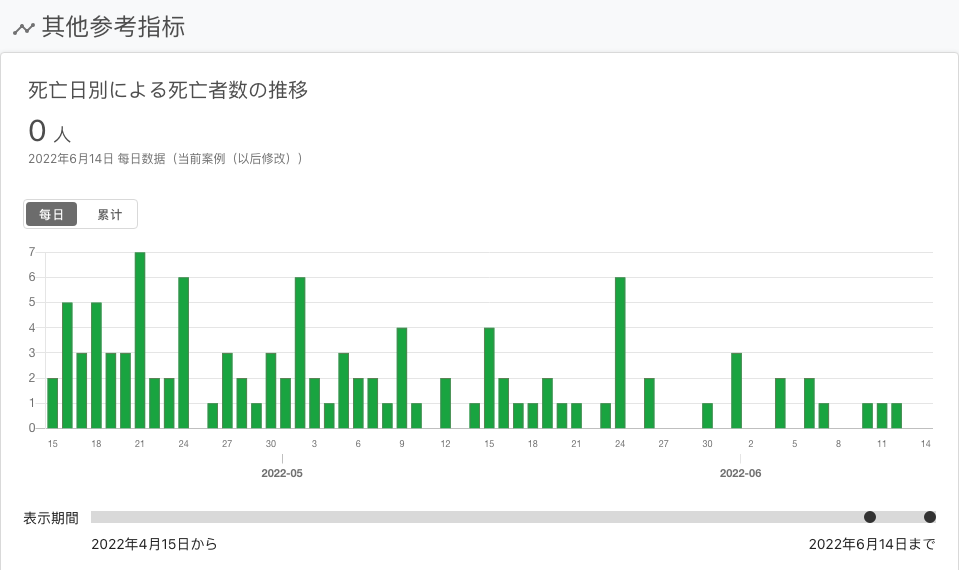 其他参考指标
死亡日別による死亡者数の推移
0 人
2022年6月14日 每日数据（当前案例（以后修改））
每日 累计
7
6
5
4
3
2
1
0
15 18 21 24 27 30 3 6 9 12 15 18 21 24 27 30 2 5 8 11 14
2022-05 2022-06
表示期間
2022年4月15日から 2022年6月14日まで